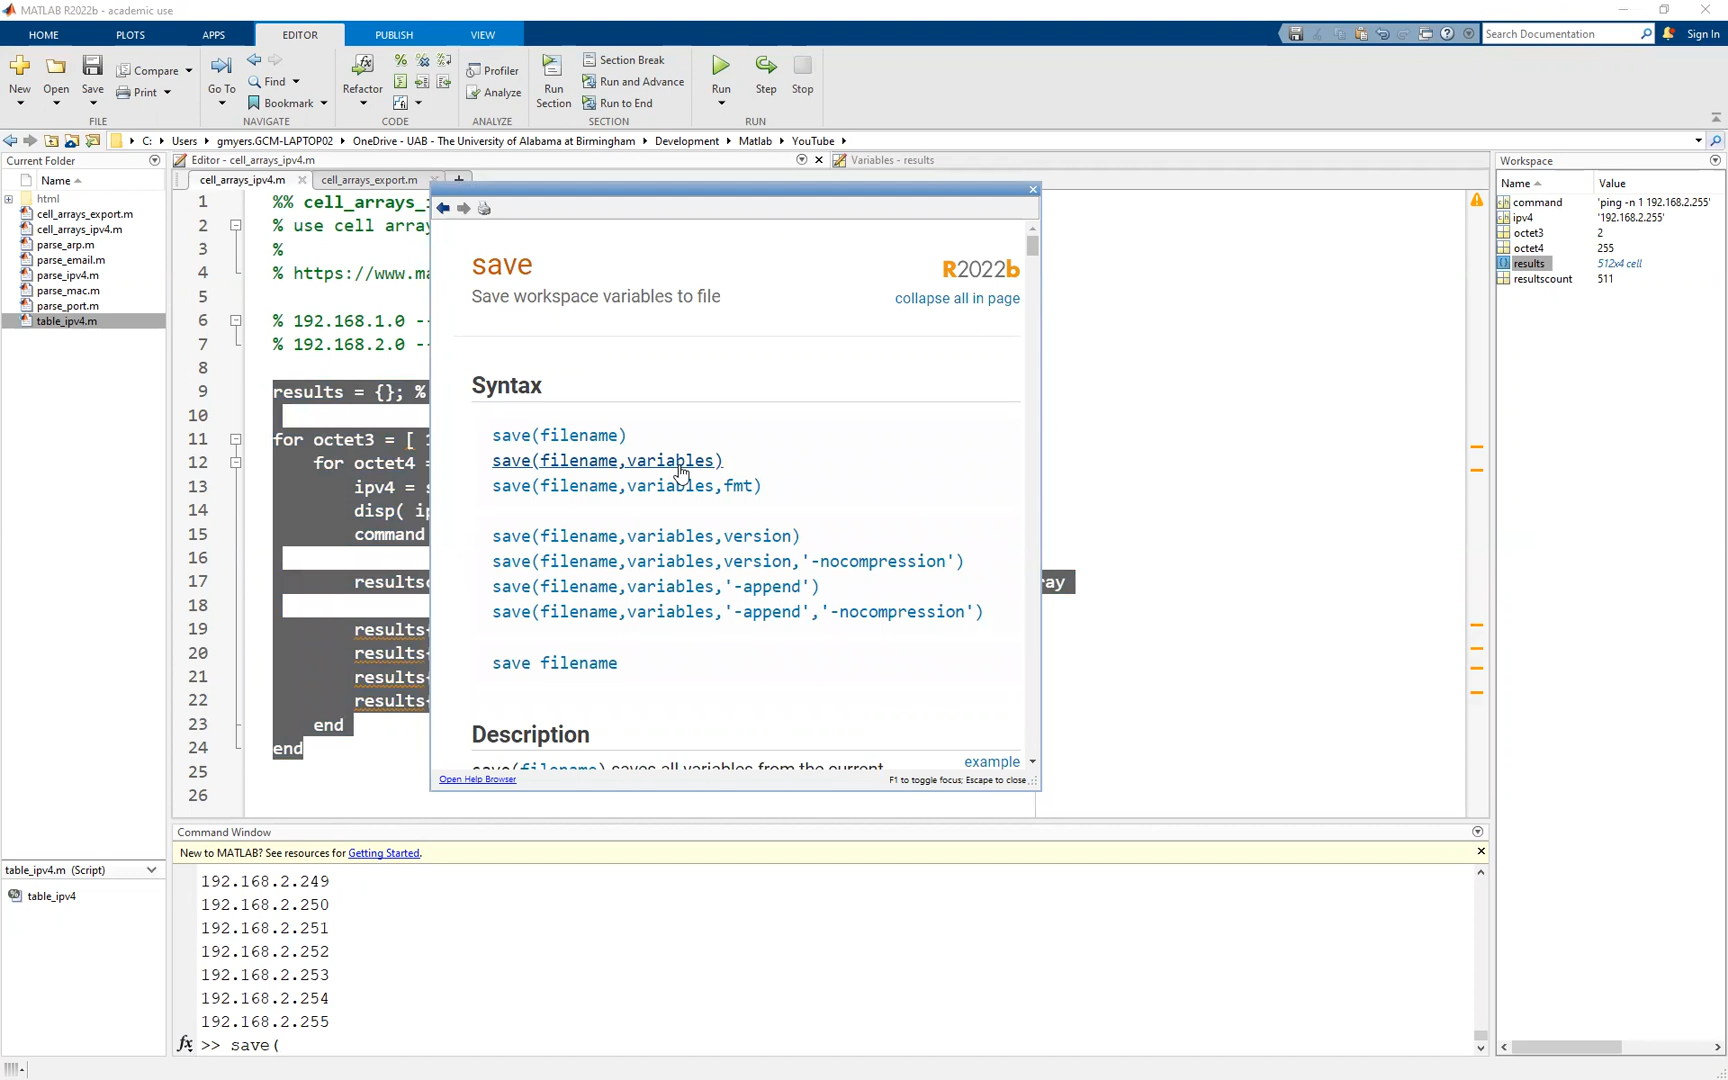 MATLAB R2022b - academic use
HOME PLOTS APPS EDITOR PUBLISH VIEW
Search Documentation
Sign In
New Open Save Compare Print
FILE
Go To Find Bookmark
NAVIGATE
Refactor
CODE
Profiler
Analyze
ANALYZE
Run Section
Section Break
Run and Advance
Run to End
SECTION
Run Step Stop
RUN
C: Users gmyers.GCM-LAPTOP02 OneDrive - UAB - The University of Alabama at Birmingham Development Matlab YouTube
Current Folder
Name
html
cell_arrays_export.m
cell_arrays_ipv4.m
parse_arp.m
parse_email.m
parse_ipv4.m
parse_mac.m
parse_port.m
table_ipv4.m
table_ipv4.m (Script)
table_ipv4
Editor - cell_arrays_ipv4.m
Variables - results
cell_arrays_ipv4.m cell_arrays_export.m
1 %% cell_arrays_
2 % use cell array
3 %
4 % https://www.ma
5
6 % 192.168.1.0 -
7 % 192.168.2.0 -
8
9 results = {}; %
10
11 for octet3 = [ 1
12 for octet4 =
13 ipv4 = s
14 disp( ip
15 command
16
17 resultsc ray
18
19 results{
20 results{
21 results{
22 results{
23 end
24 end
25
26
save
R2022b
Save workspace variables to file
collapse all in page
Syntax
save(filename)
save(filename,variables)
save(filename,variables,fmt)
save(filename,variables,version)
save(filename,variables,version,'-nocompression')
save(filename,variables,'-append')
save(filename,variables,'-append','-nocompression')
save filename
Description
save(filename) saves all variables from the current
example
Open Help Browser
F1 to toggle focus; Escape to close
Command Window
New to MATLAB? See resources for Getting Started.
192.168.2.249
192.168.2.250
192.168.2.251
192.168.2.252
192.168.2.253
192.168.2.254
192.168.2.255
fx >> save(
Workspace
Name Value
command 'ping -n 1 192.168.2.255'
ipv4 '192.168.2.255'
octet3 2
octet4 255
results 512x4 cell
resultscount 511